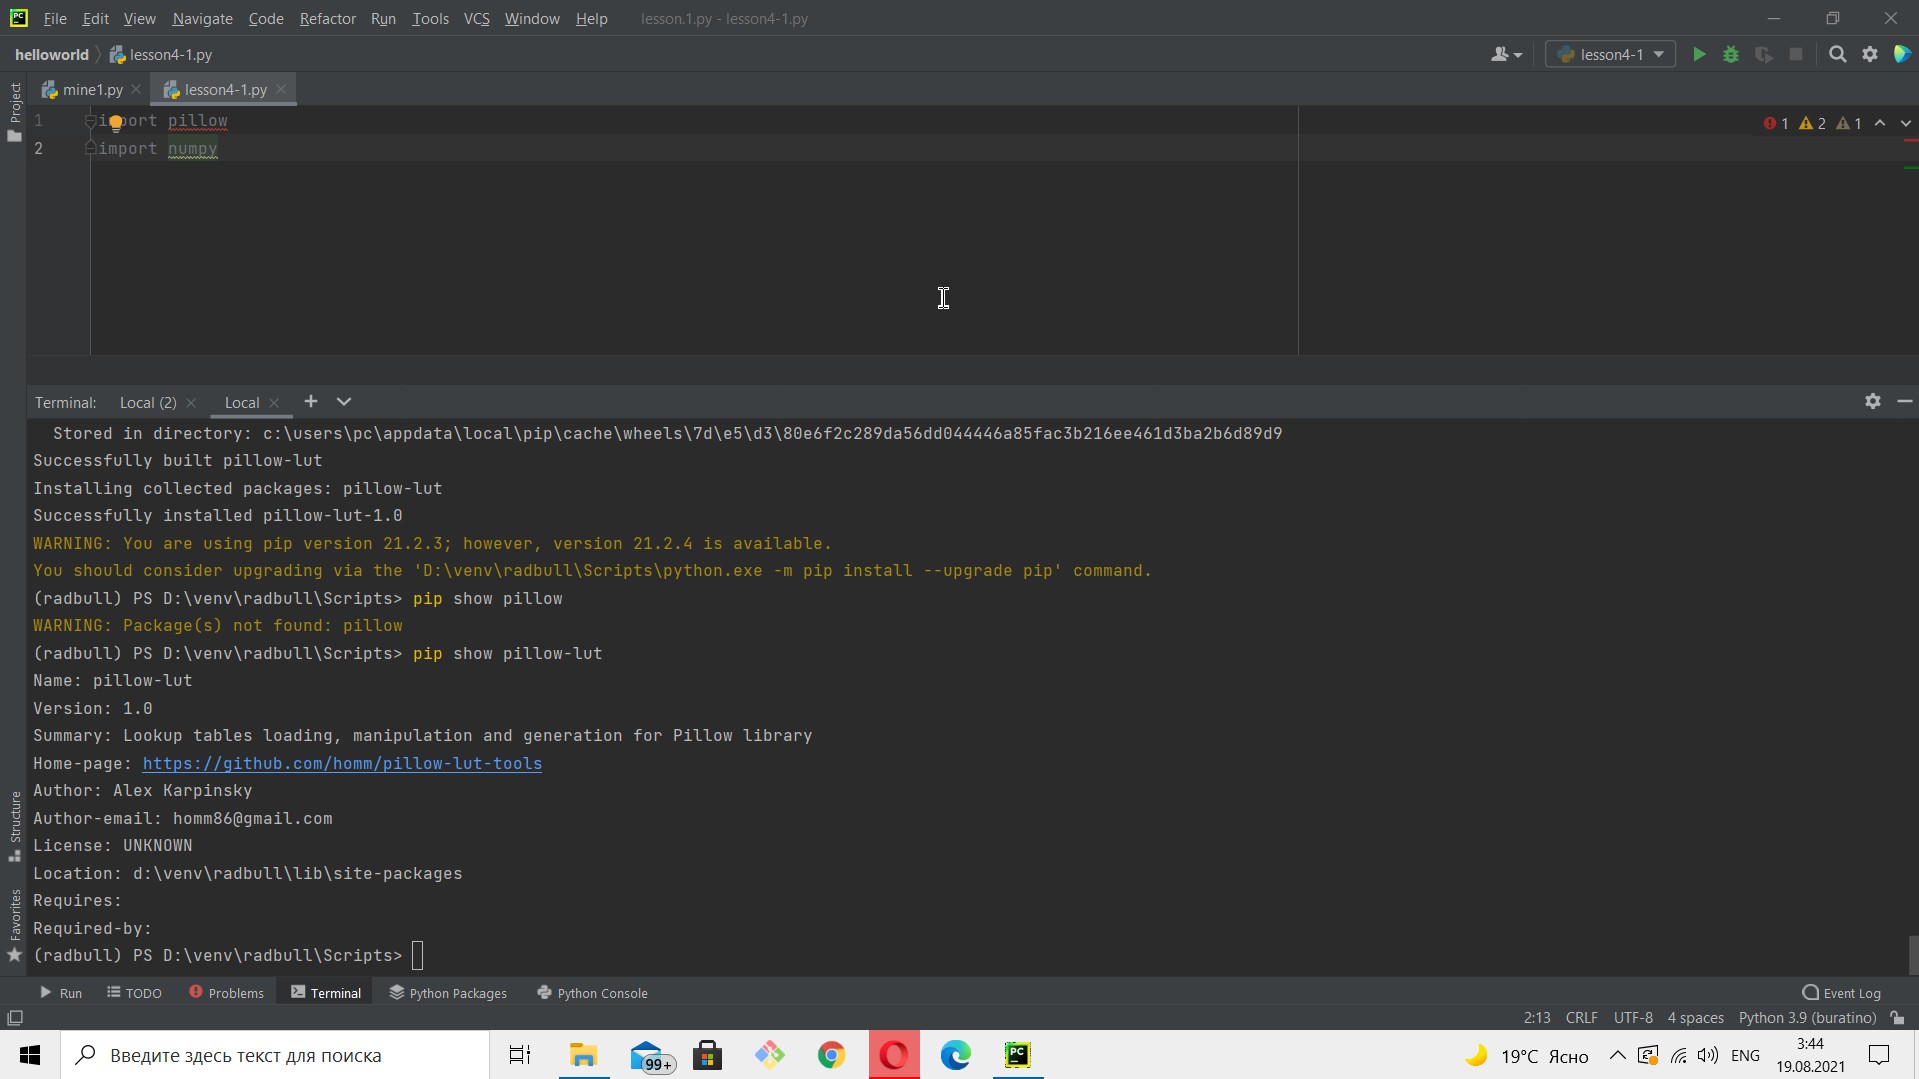 PC File Edit View Navigate Code Refactor Run Tools VCS Window Help lesson.1.py - lesson4-1.py
helloworld lesson4-1.py lesson4-1
Project
mine1.py lesson4-1.py
1 import pillow 1 2 1
2 import numpy
Terminal: Local (2) Local
Stored in directory: c:\users\pc\appdata\local\pip\cache\wheels\7d\e5\d3\80e6f2c289da56dd044446a85fac3b216ee461d3ba2b6d89d9
Successfully built pillow-lut
Installing collected packages: pillow-lut
Successfully installed pillow-lut-1.0
WARNING: You are using pip version 21.2.3; however, version 21.2.4 is available.
You should consider upgrading via the 'D:\venv\radbull\Scripts\python.exe -m pip install --upgrade pip' command.
(radbull) PS D:\venv\radbull\Scripts> pip show pillow
WARNING: Package(s) not found: pillow
(radbull) PS D:\venv\radbull\Scripts> pip show pillow-lut
Name: pillow-lut
Version: 1.0
Summary: Lookup tables loading, manipulation and generation for Pillow library
Home-page: https://github.com/homm/pillow-lut-tools
Author: Alex Karpinsky
Author-email: homm86@gmail.com
License: UNKNOWN
Location: d:\venv\radbull\lib\site-packages
Requires:
Required-by:
(radbull) PS D:\venv\radbull\Scripts>
Structure
Favorites
Run TODO Problems Terminal Python Packages Python Console Event Log
2:13 CRLF UTF-8 4 spaces Python 3.9 (buratino)
Введите здесь текст для поиска 99+ PC 19°C Ясно ENG 3:44
19.08.2021